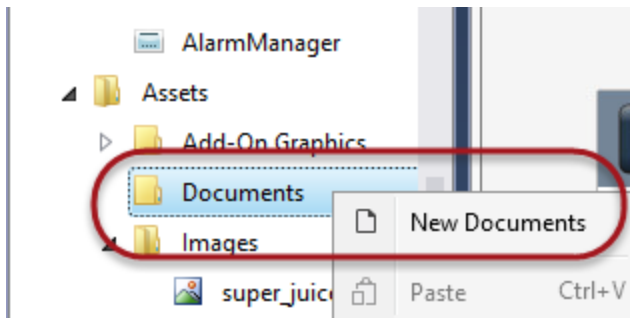 AlarmManager
Assets
Add-On Graphics
Documents
New Documents
Images
Paste Ctrl+V